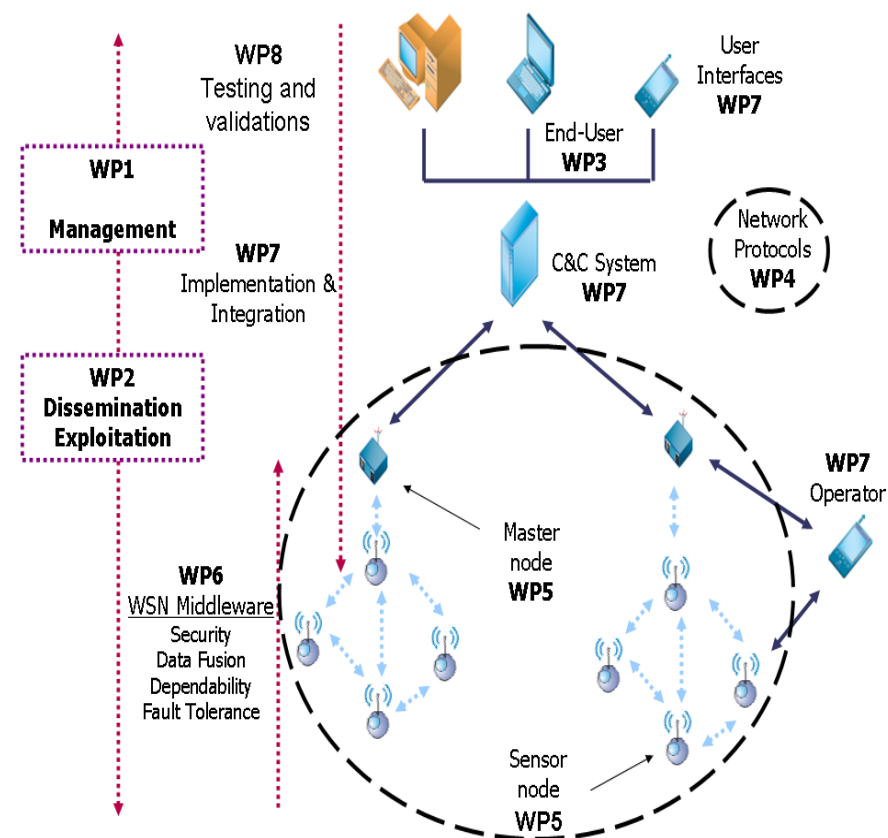 WP8
Testing and
validations
User
Interfaces
WP7
End-User
WP3
WP1
Management
Network
Protocols
WP4
WP7
Implementation &
Integration
C&C System
WP7
WP2
Dissemination
Exploitation
WP7
Operator
Master
node
WP5
WP6
WSN Middleware
Security
Data Fusion
Dependability
Fault Tolerance
Sensor
node
WP5